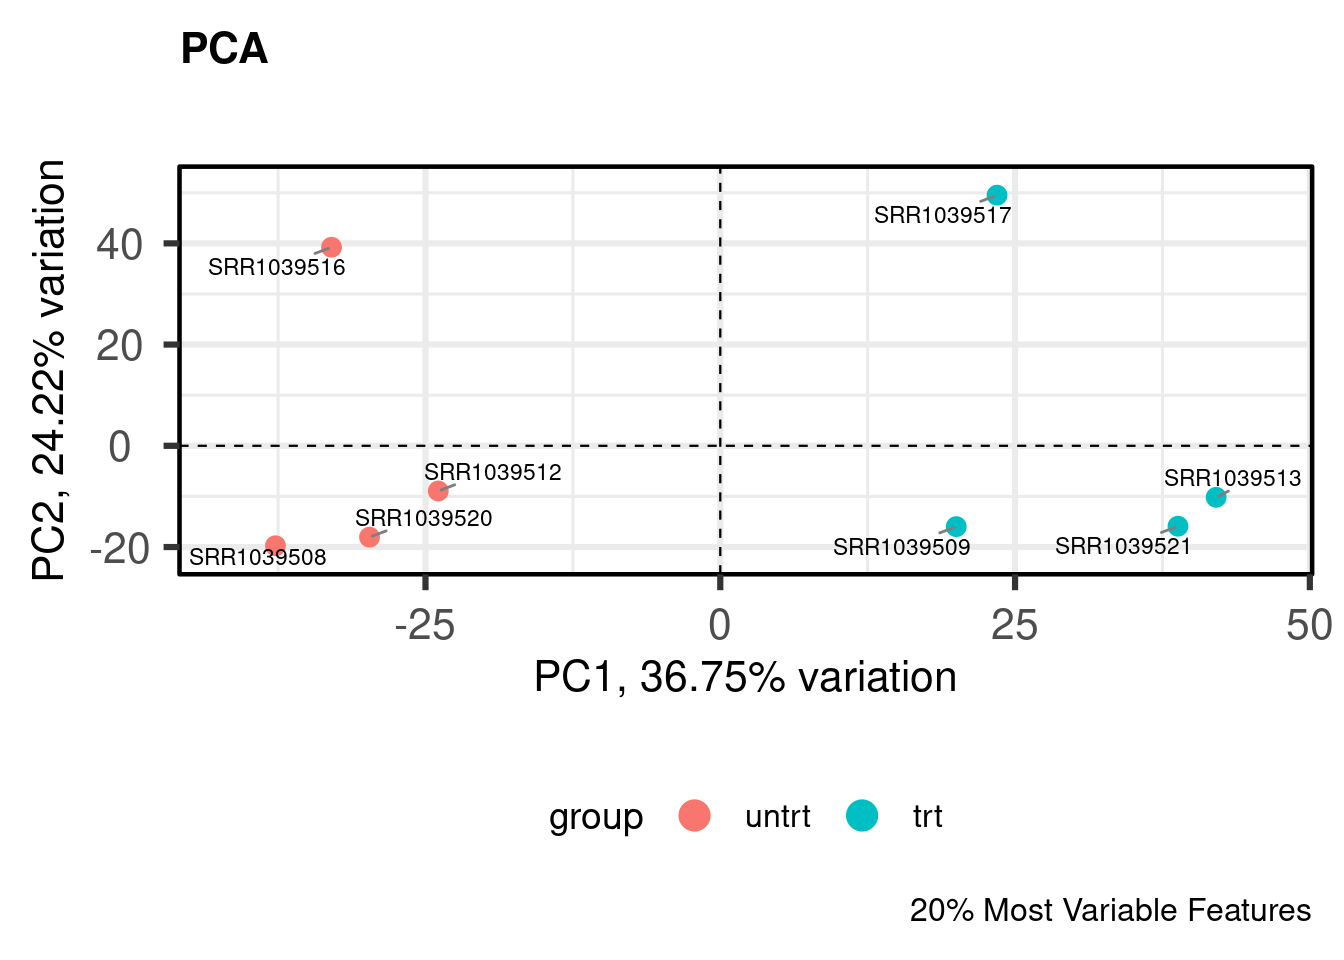 PCA
PC2, 24.22% variation
40
20
0
-20
SRR1039517
SRR1039516
SRR1039512
SRR1039513
SRR1039520
SRR1039509
SRR1039521
SRR1039508
-25
0
25
50
PC1, 36.75% variation
group untrt trt
20% Most Variable Features